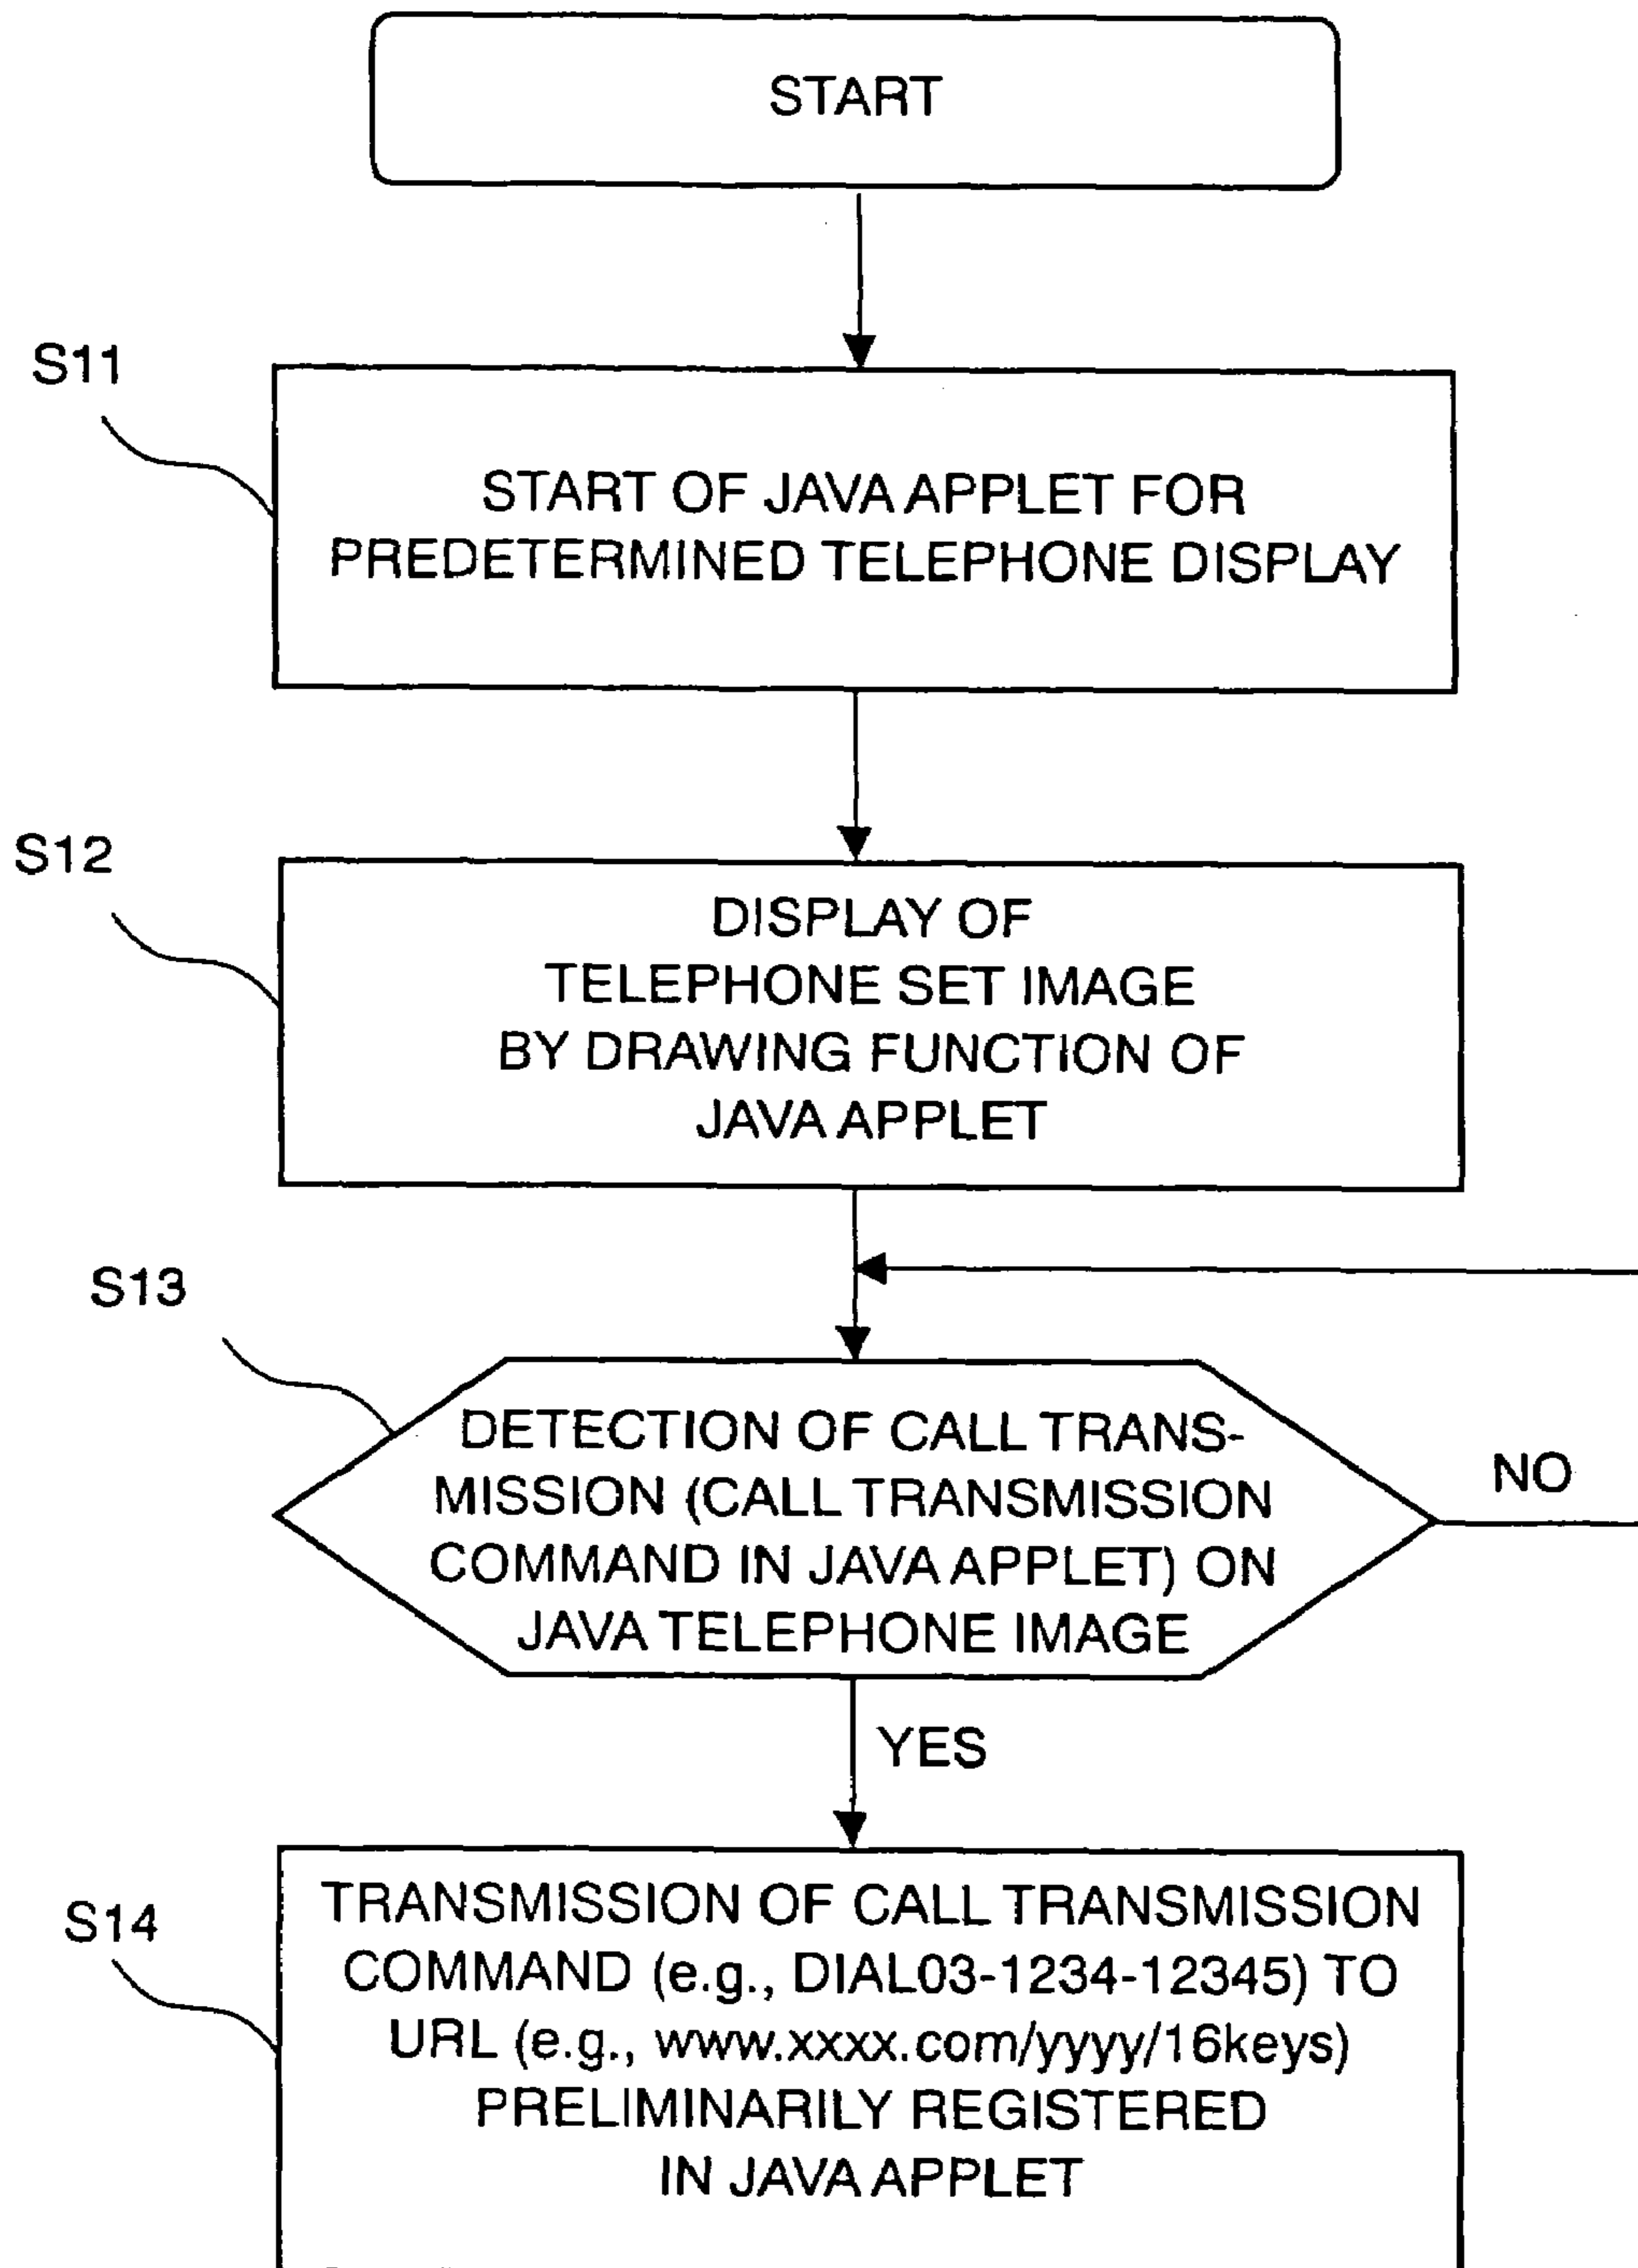 START
S11
START OF JAVA APPLET FOR
PREDETERMINED TELEPHONE DISPLAY
S12
DISPLAY OF
TELEPHONE SET IMAGE
BY DRAWING FUNCTION OF
JAVA APPLET
S13
DETECTION OF CALL TRANS-
MISSION (CALL TRANSMISSION
COMMAND IN JAVA APPLET) ON
JAVA TELEPHONE IMAGE
NO
YES
S14
TRANSMISSION OF CALL TRANSMISSION
COMMAND (e.g., DIAL03-1234-12345) TO
URL (e.g., www.xxxx.com/yyyy/16keys)
PRELIMINARILY REGISTERED
IN JAVA APPLET